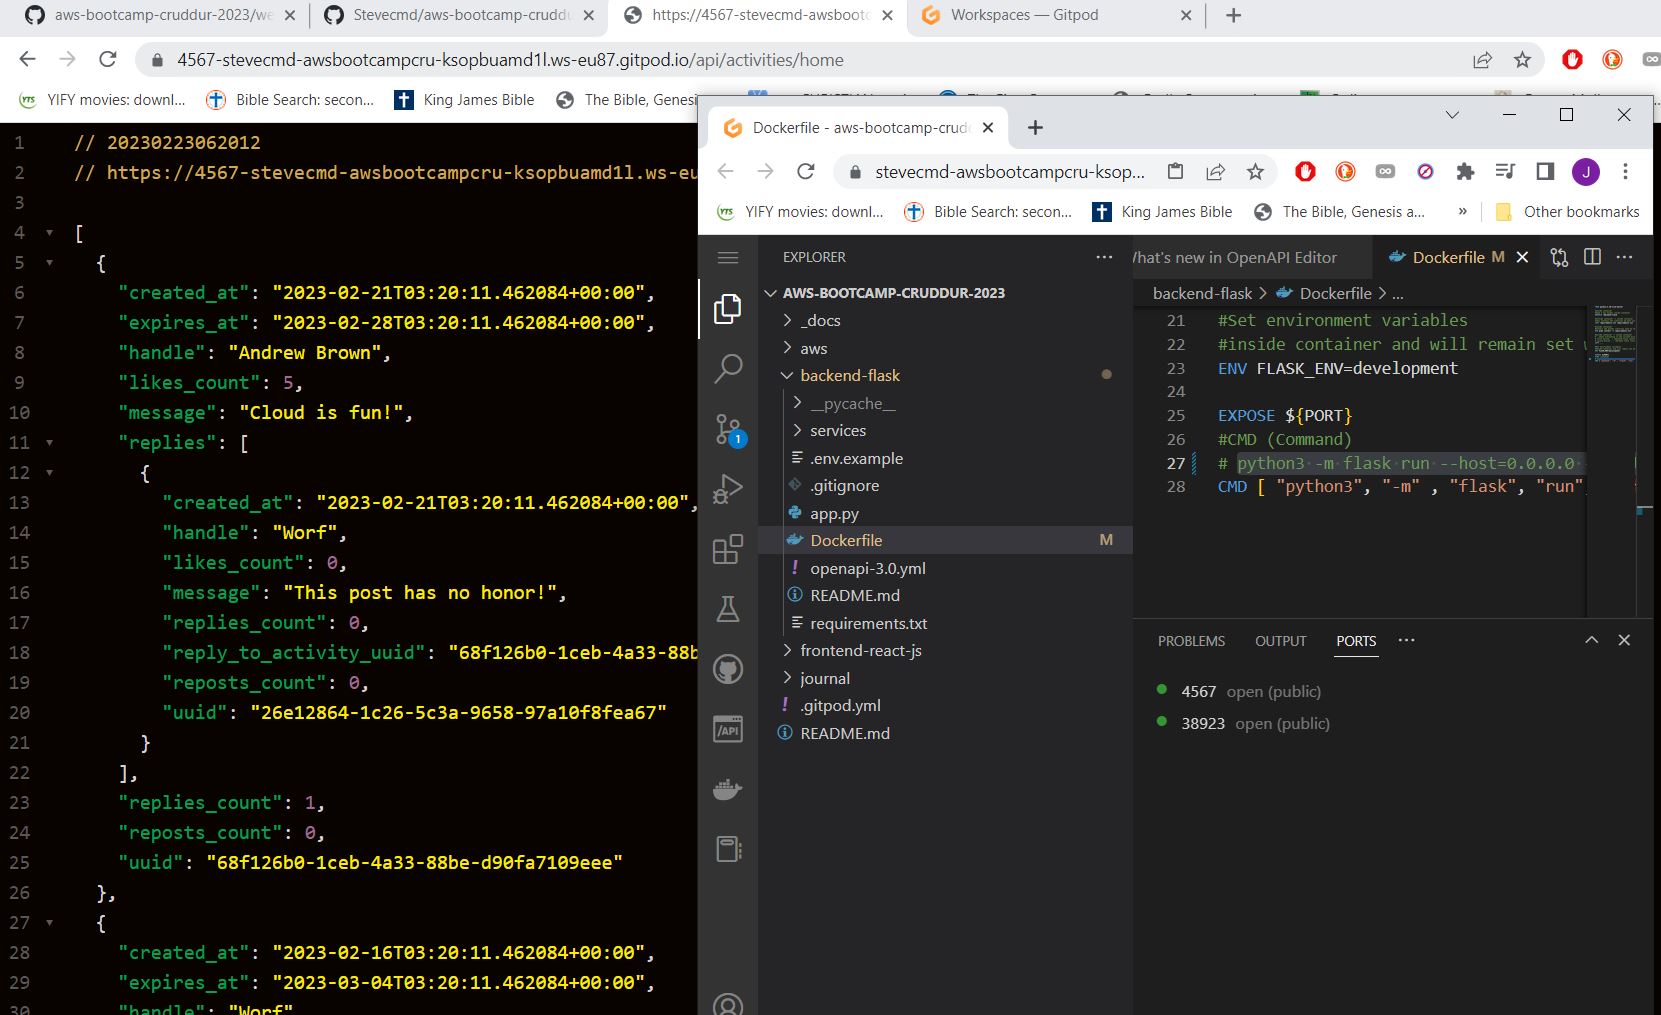 aws-bootcamp-cruddur-2023/we
Stevecmd/aws-bootcamp-cruddu
https://4567-stevecmd-awsbootc
Workspaces — Gitpod
4567-stevecmd-awsbootcampcru-ksopbuamd1l.ws-eu87.gitpod.io/api/activities/home
YIFY movies: downl...
Bible Search: secon...
King James Bible
The Bible, Genesi
1 // 20230223062012
2 // https://4567-stevecmd-awsbootcampcru-ksopbuamd1l.ws-eu
3
4 [
5 {
6 "created_at": "2023-02-21T03:20:11.462084+00:00",
7 "expires_at": "2023-02-28T03:20:11.462084+00:00",
8 "handle": "Andrew Brown",
9 "likes_count": 5,
10 "message": "Cloud is fun!",
11 "replies": [
12 {
13 "created_at": "2023-02-21T03:20:11.462084+00:00",
14 "handle": "Worf",
15 "likes_count": 0,
16 "message": "This post has no honor!",
17 "replies_count": 0,
18 "reply_to_activity_uuid": "68f126b0-1ceb-4a33-88b
19 "reposts_count": 0,
20 "uuid": "26e12864-1c26-5c3a-9658-97a10f8fea67"
21 }
22 ],
23 "replies_count": 1,
24 "reposts_count": 0,
25 "uuid": "68f126b0-1ceb-4a33-88be-d90fa7109eee"
26 },
27 {
28 "created_at": "2023-02-16T03:20:11.462084+00:00",
29 "expires_at": "2023-03-04T03:20:11.462084+00:00",
30 "handle": "Worf"
Dockerfile - aws-bootcamp-crudd
stevecmd-awsbootcampcru-ksop...
J
YIFY movies: downl...
Bible Search: secon...
King James Bible
The Bible, Genesis a...
»
Other bookmarks
EXPLORER
AWS-BOOTCAMP-CRUDDUR-2023
_docs
aws
backend-flask
__pycache__
services
.env.example
.gitignore
app.py
Dockerfile M
openapi-3.0.yml
README.md
requirements.txt
frontend-react-js
journal
.gitpod.yml
README.md
1
/API
hat's new in OpenAPI Editor
Dockerfile M
backend-flask > Dockerfile > ...
21 #Set environment variables
22 #inside container and will remain set
23 ENV FLASK_ENV=development
24
25 EXPOSE ${PORT}
26 #CMD (Command)
27 # python3 -m flask run --host=0.0.0.0
28 CMD [ "python3", "-m" , "flask", "run"
PROBLEMS OUTPUT PORTS
4567 open (public)
38923 open (public)